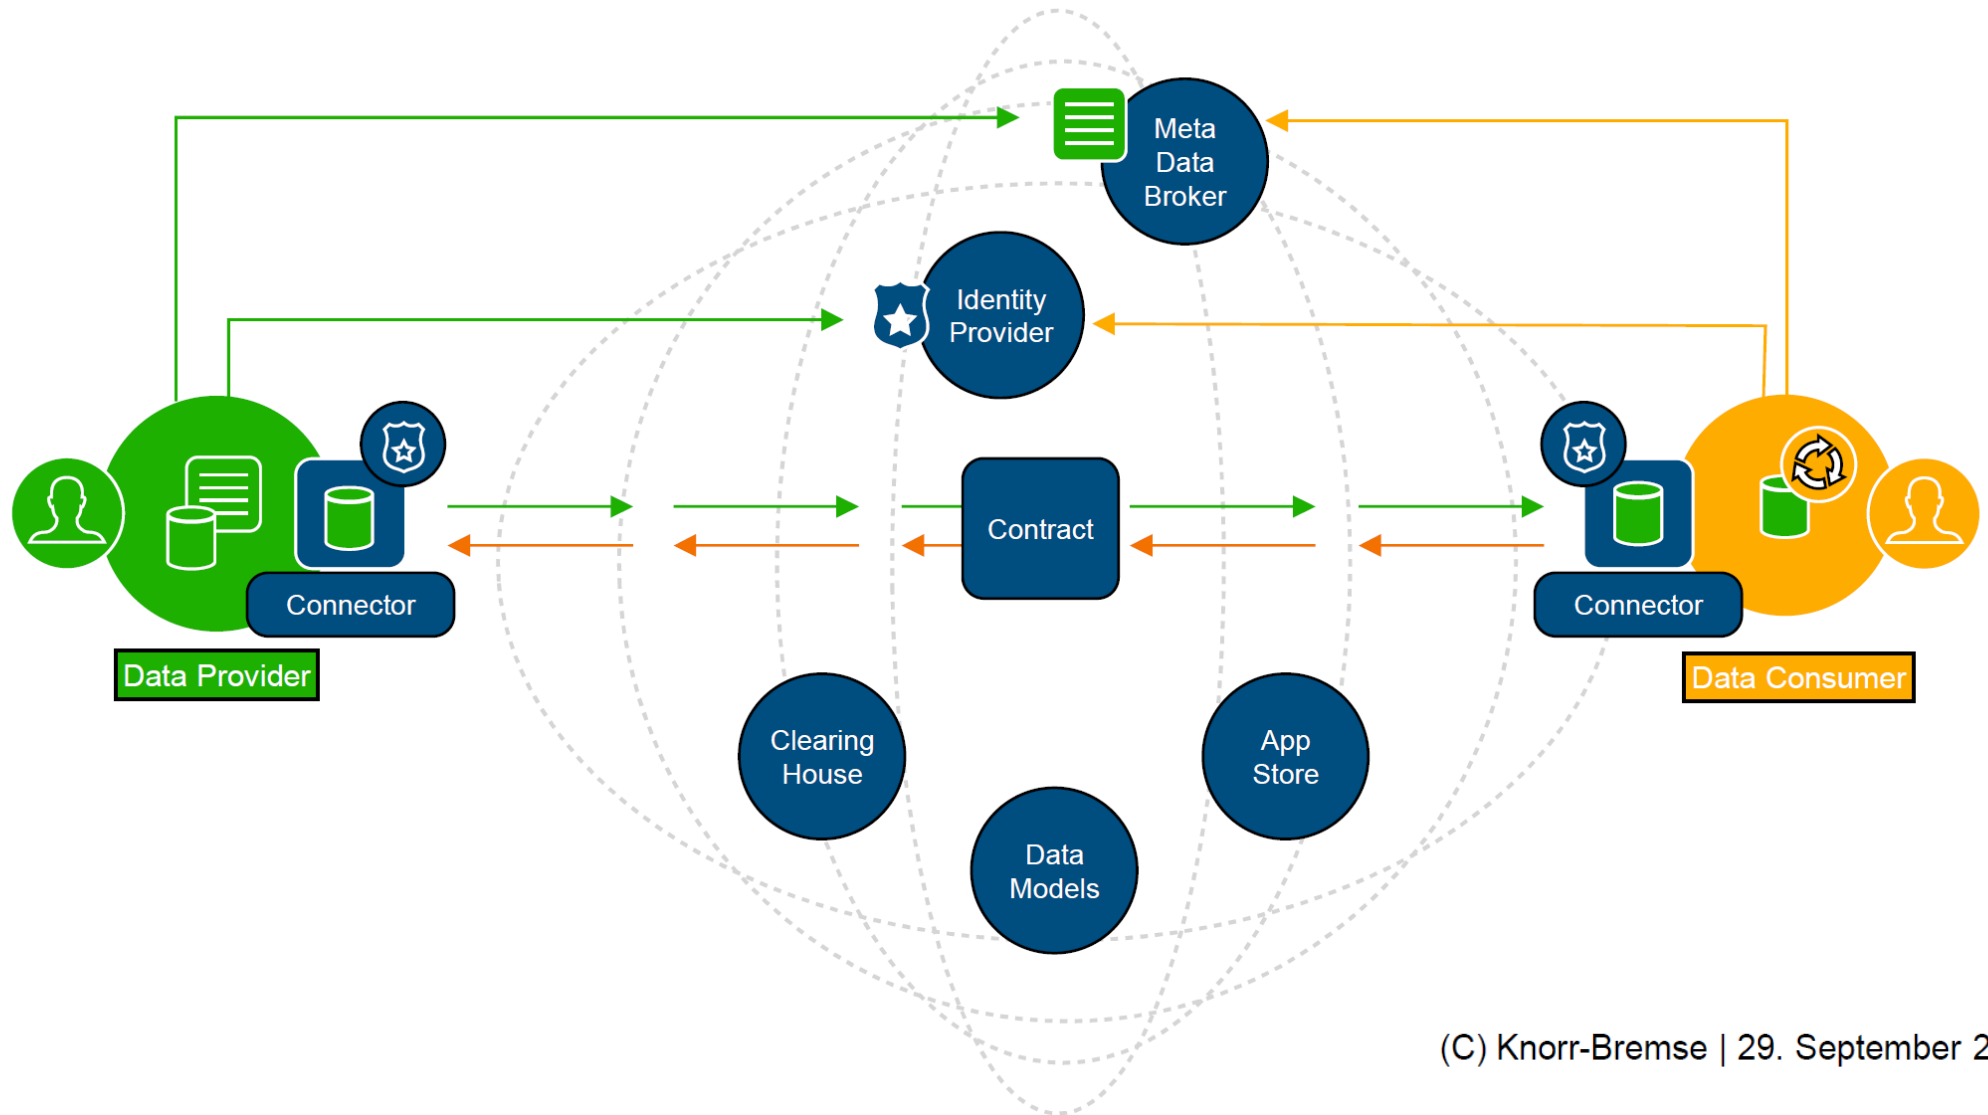 Meta
Data
Broker
Identity
Provider
Contract
Connector
Connector
Data Provider
Data Consumer
Clearing
House
App
Store
Data
Models
(C) Knorr-Bremse | 29. September 2